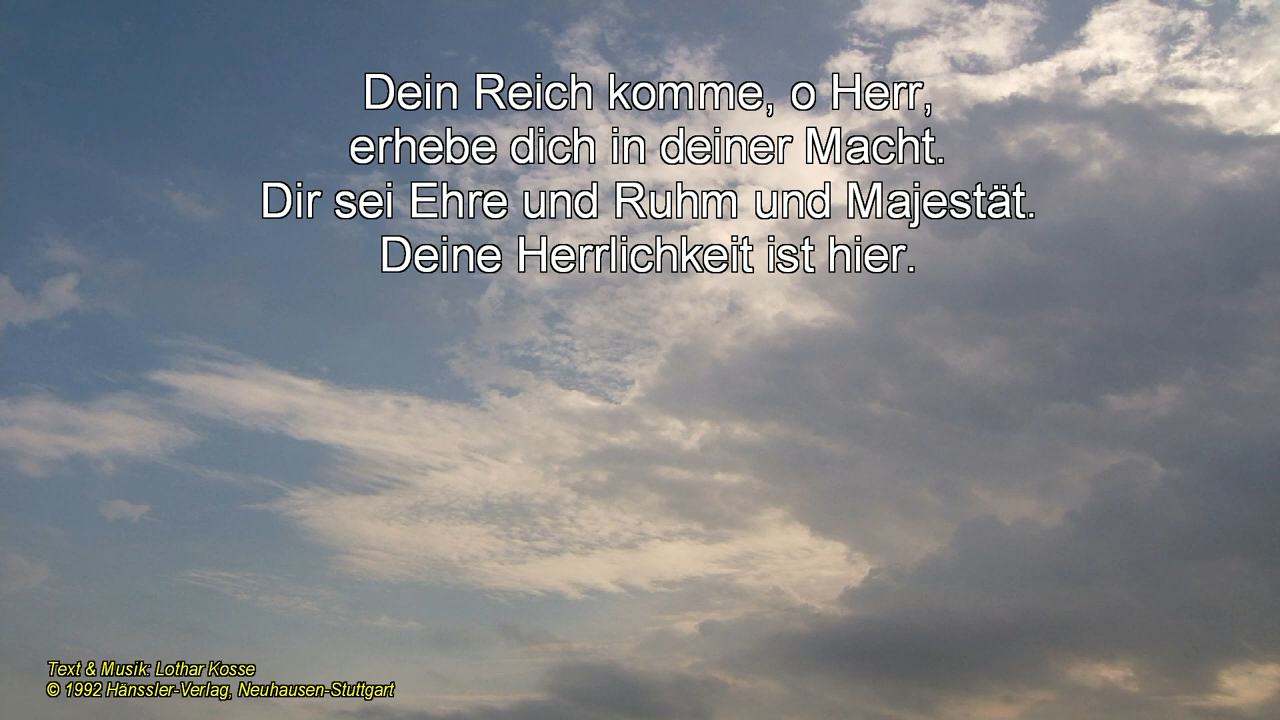 Dein Reich komme, o Herr,
erhebe dich in deiner Macht.
Dir sei Ehre und Ruhm und Majestät.
Deine Herrlichkeit ist hier.
Text & Musik: Lothar Kosse
© 1992 Hänssler-Verlag, Neuhausen-Stuttgart